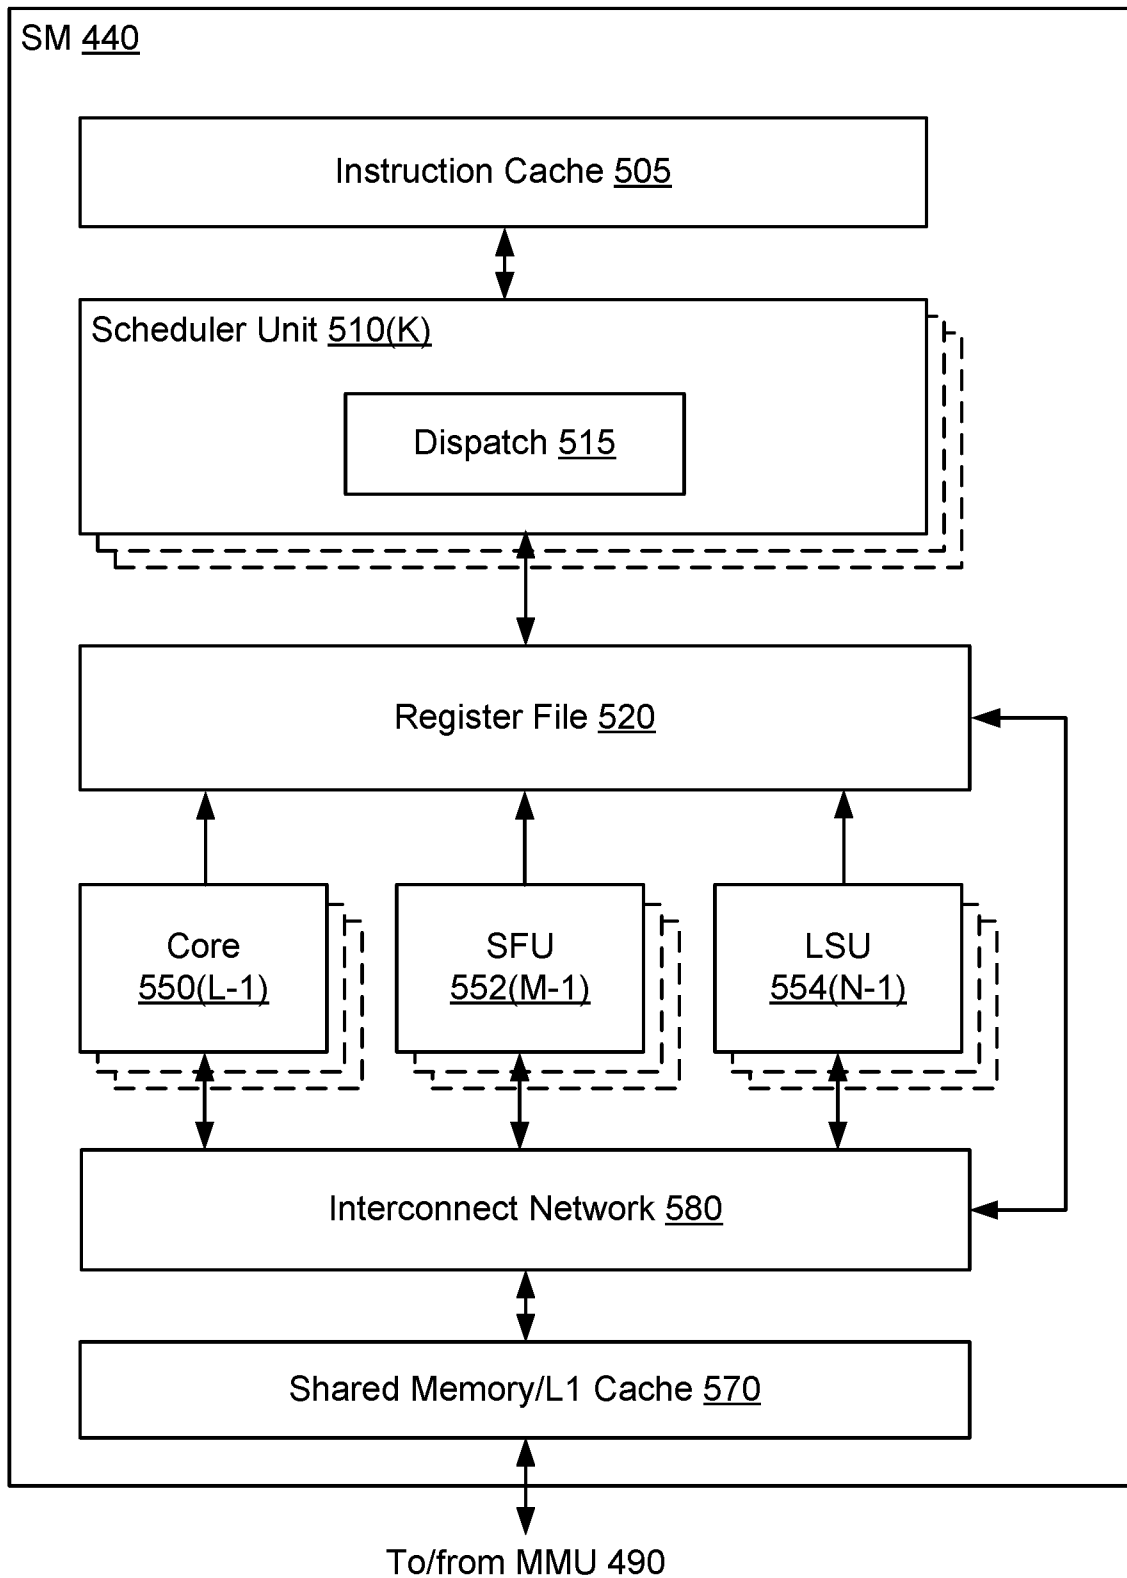 SM 440
Instruction Cache 505
Scheduler Unit 510(K)
Dispatch 515
Register File 520
Core
550(L-1)
SFU
552(M-1)
LSU
554(N-1)
Interconnect Network 580
Shared Memory/L1 Cache 570
To/from MMU 490